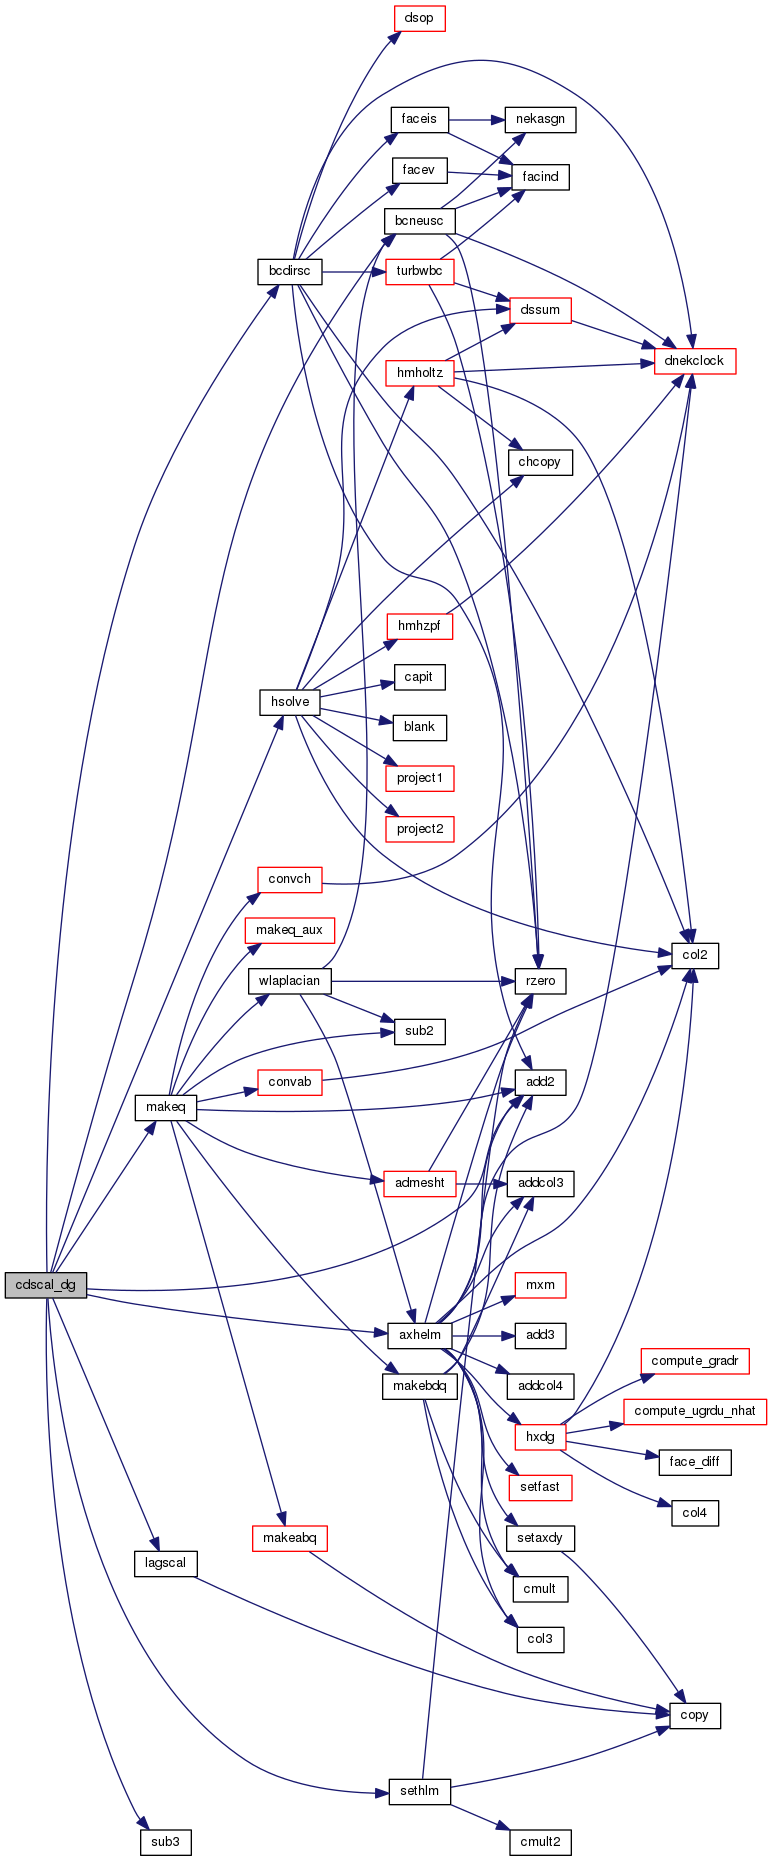 dsop
faceis
nekasgn
facev
facind
bcneusc
bcdirsc
turbwbc
dssum
dnekclock
hmholtz
chcopy
hmhzpf
capit
hsolve
blank
project1
project2
convch
makeq_aux
col2
wlaplacian
rzero
sub2
convab
add2
makeq
admesht
addcol3
cdscal_dg
mxm
axhelm
add3
compute_gradr
makebdq
addcol4
compute_ugrdu_nhat
hxdg
face_diff
setfast
col4
makeabq
setaxdy
lagscal
cmult
col3
copy
sethlm
sub3
cmult2